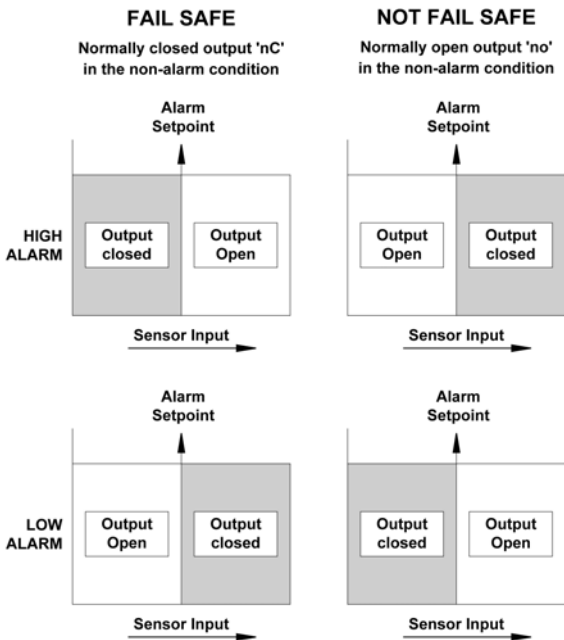 FAIL SAFE
Normally closed output 'nC'
in the non-alarm condition
NOT FAIL SAFE
Normally open output 'no'
in the non-alarm condition
Alarm
Setpoint
Alarm
Setpoint
HIGH
ALARM
Output
closed
Output
Open
Output
Open
Output
closed
Sensor Input
Sensor Input
Alarm
Setpoint
Alarm
Setpoint
LOW
ALARM
Output
Open
Output
closed
Output
closed
Output
Open
Sensor Input
Sensor Input